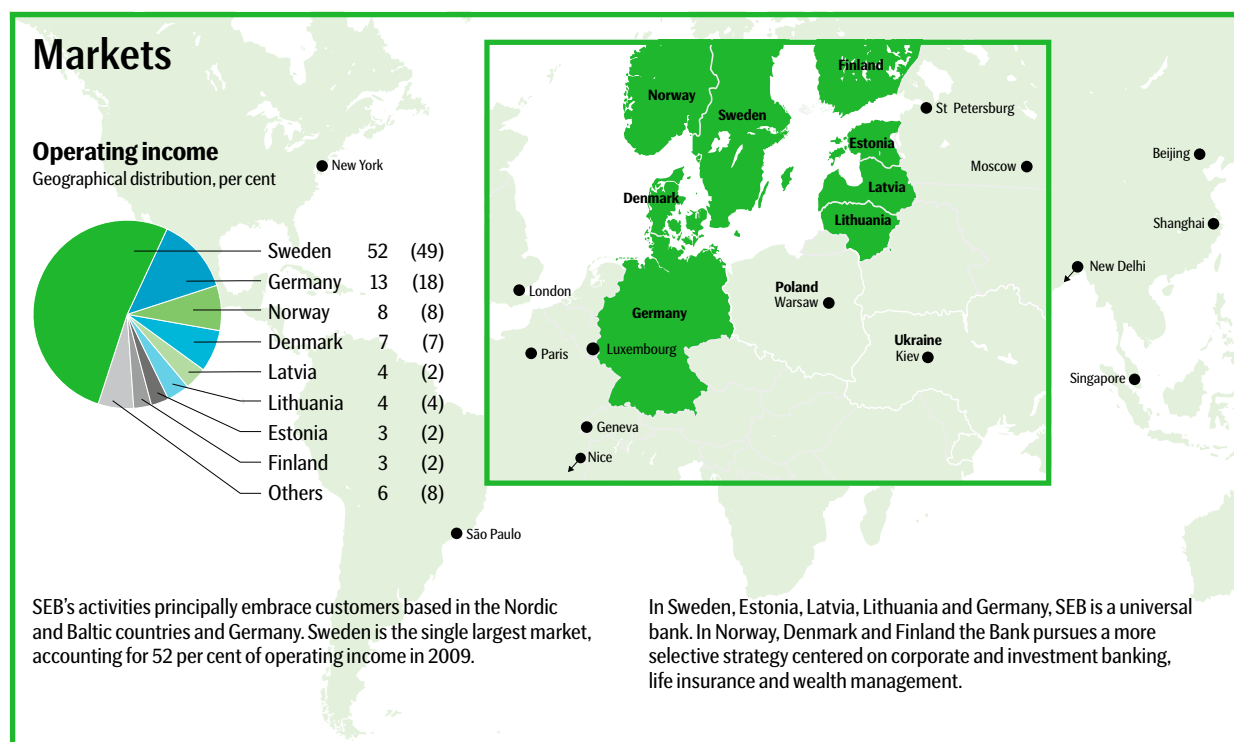 Markets
Operating income
Geographical distribution, per cent
Sweden 52 (49)
Germany 13 (18)
Norway 8 (8)
Denmark 7 (7)
Latvia 4 (2)
Lithuania 4 (4)
Estonia 3 (2)
Finland 3 (2)
Others 6 (8)
New York
São Paulo
Finland
Norway
Sweden
St Petersburg
Estonia
Moscow
Latvia
Denmark
Lithuania
London
Poland
Warsaw
Germany
Ukraine
Kiev
Paris
Luxembourg
Geneva
Nice
Beijing
Shanghai
New Delhi
Singapore
SEB's activities principally embrace customers based in the Nordic
and Baltic countries and Germany. Sweden is the single largest market,
accounting for 52 per cent of operating income in 2009.
In Sweden, Estonia, Latvia, Lithuania and Germany, SEB is a universal
bank. In Norway, Denmark and Finland the Bank pursues a more
selective strategy centered on corporate and investment banking,
life insurance and wealth management.